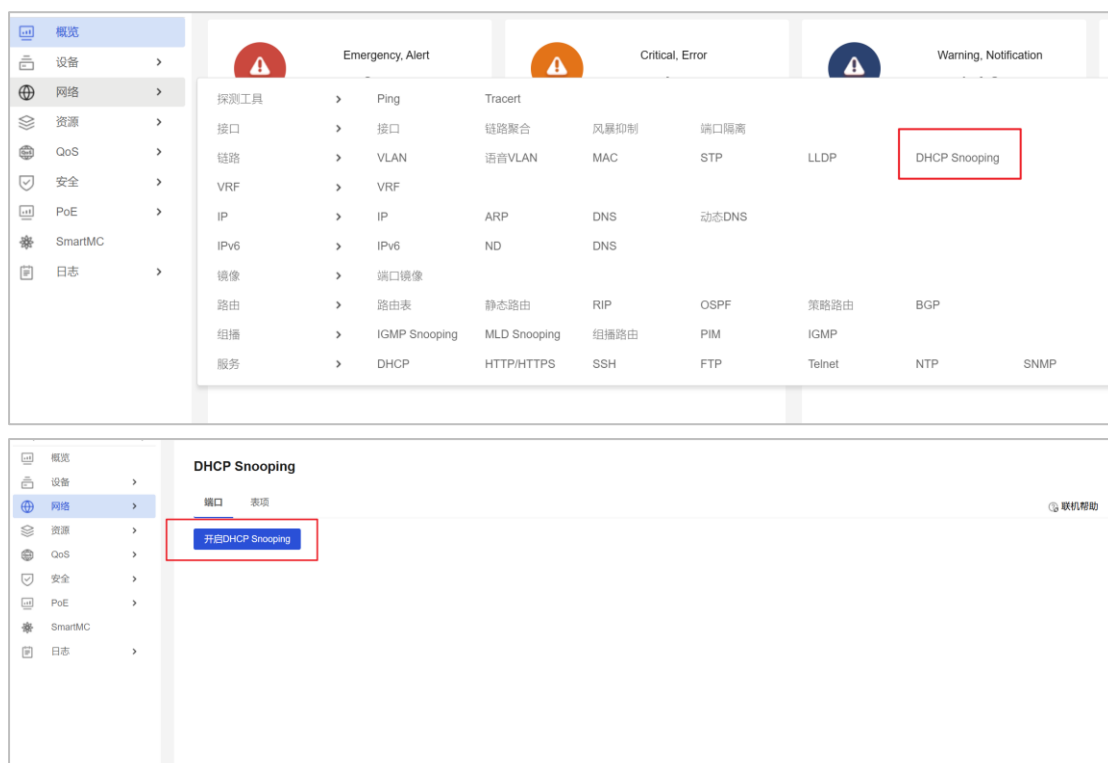 概览
设备
网络
资源
QoS
安全
PoE
SmartMC
日志
Emergency, Alert
Critical, Error
Warning, Notification
探测工具 Ping Tracert
接口 接口 链路聚合 风暴抑制 端口隔离
链路 VLAN 语音VLAN MAC STP LLDP DHCP Snooping
VRF VRF
IP IP ARP DNS 动态DNS
IPv6 IPv6 ND DNS
镜像 端口镜像
路由 路由表 静态路由 RIP OSPF 策略路由 BGP
组播 IGMP Snooping MLD Snooping 组播路由 PIM IGMP
服务 DHCP HTTP/HTTPS SSH FTP Telnet NTP SNMP
概览
设备
网络
资源
QoS
安全
PoE
SmartMC
日志
DHCP Snooping
端口 表项
联机帮助
开启DHCP Snooping